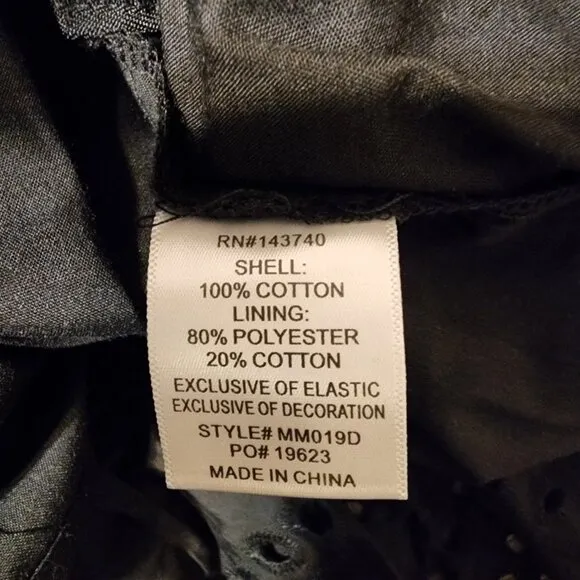 RN#143740
SHELL:
100% COTTON
LINING:
80% POLYESTER
20% COTTON
EXCLUSIVE OF ELASTIC
EXCLUSIVE OF DECORATION
STYLE# MM019D
PO# 19623
MADE IN CHINA